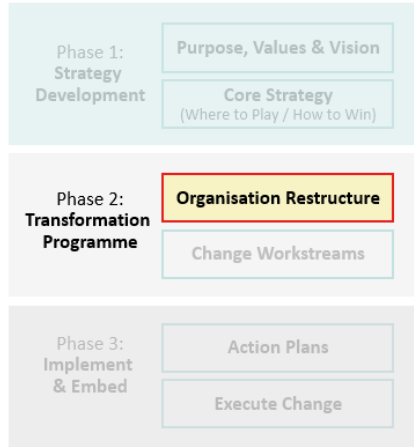 Phase 1:
Strategy
Development
Purpose, Values & Vision
Core Strategy
(Where to Play / How to Win)
Phase 2:
Transformation
Programme
Organisation Restructure
Change Workstreams
Phase 3:
Implement
& Embed
Action Plans
Execute Change